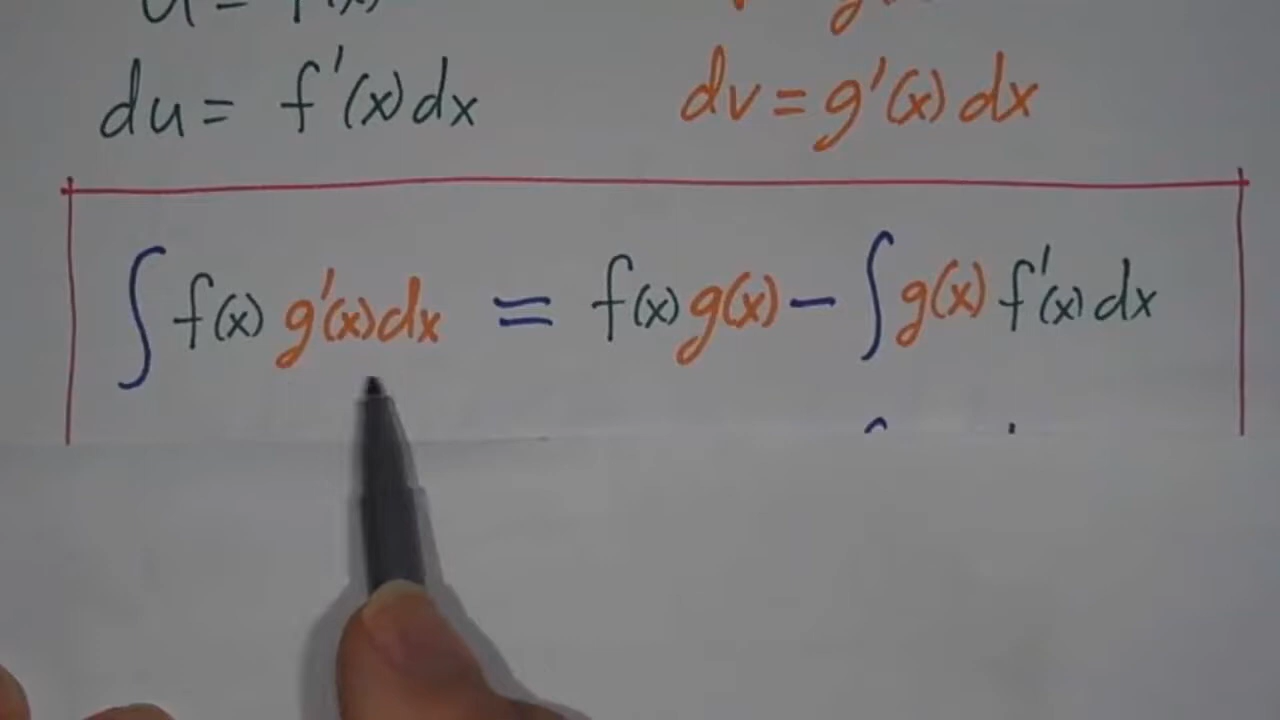 du = f'(x) dx dv = g'(x) dx
∫ f(x) g'(x) dx = f(x) g(x) − ∫ g(x) f'(x) dx